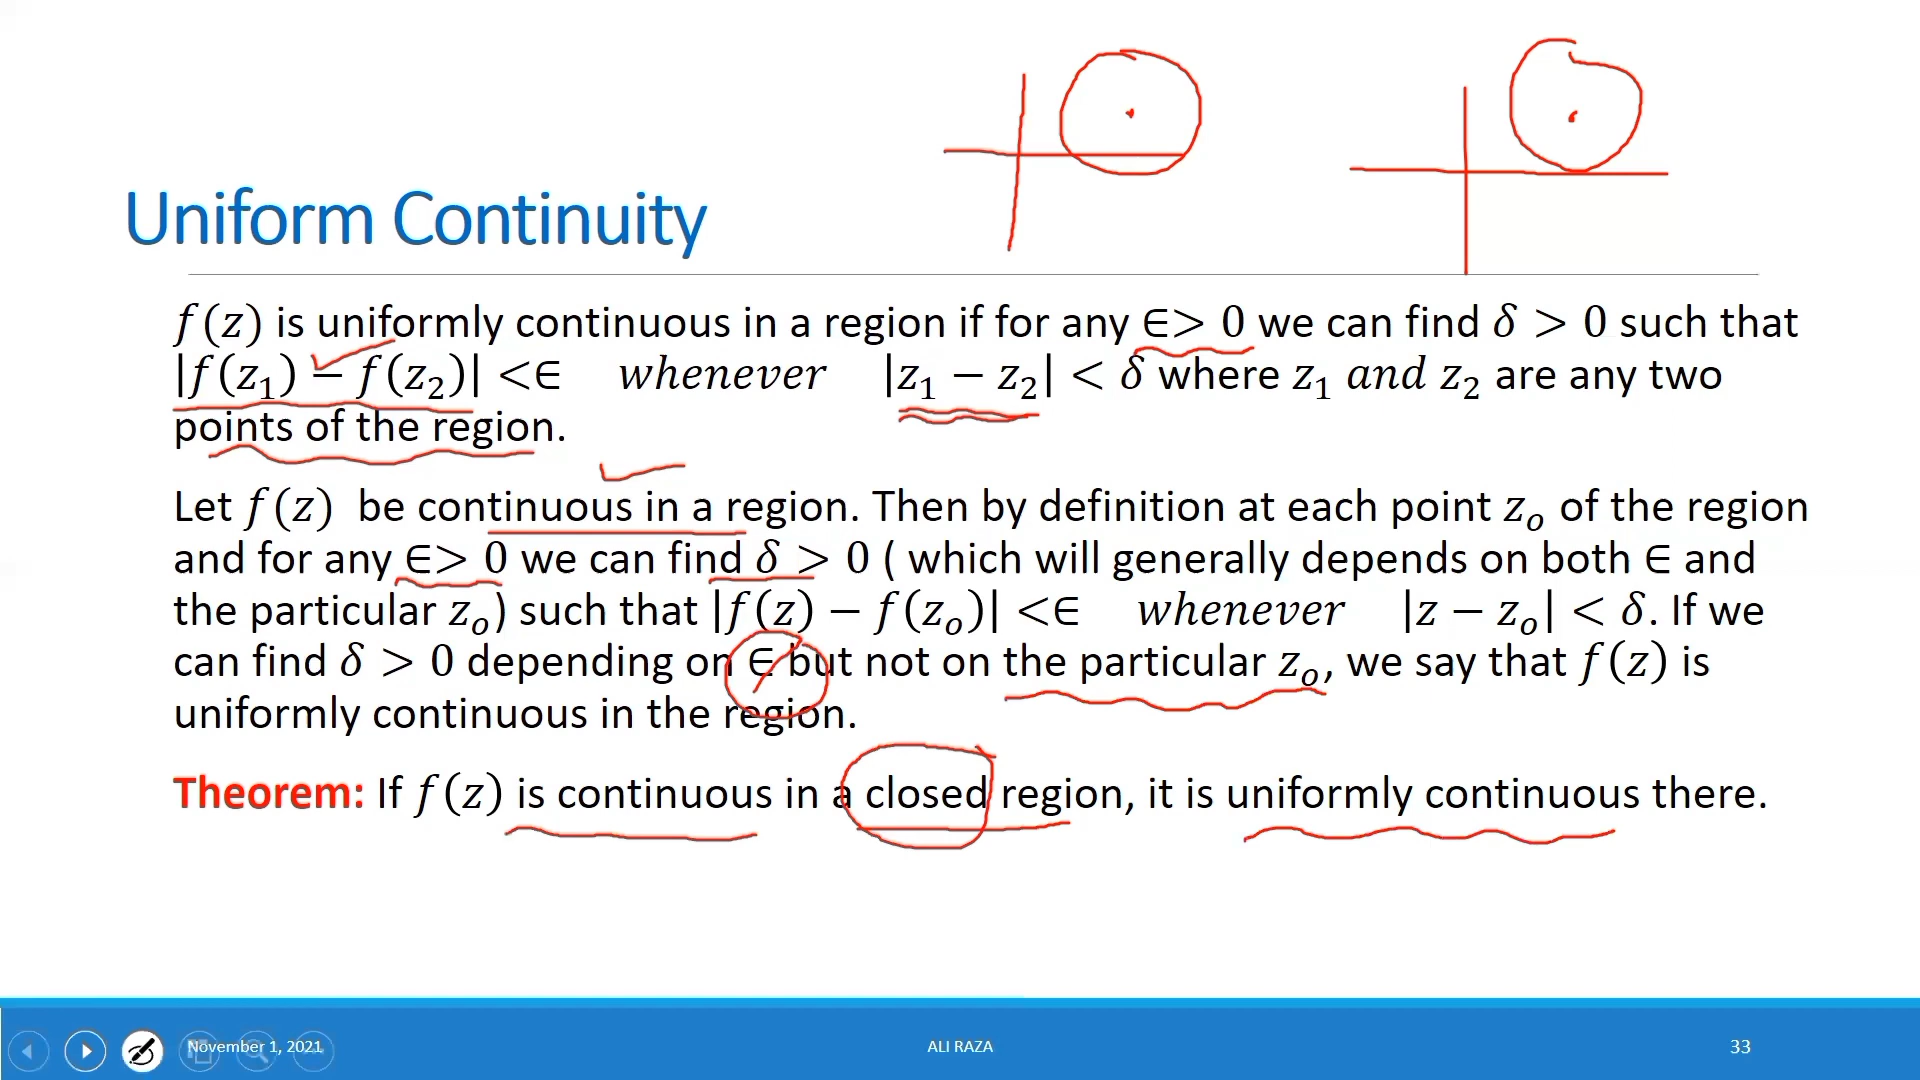 Uniform Continuity
f(z) is uniformly continuous in a region if for any ∈> 0 we can find δ > 0 such that
|f(z₁) − f(z₂)| <∈ whenever |z₁ − z₂| < δ where z₁ and z₂ are any two
points of the region.
Let f(z) be continuous in a region. Then by definition at each point zₒ of the region
and for any ∈> 0 we can find δ > 0 ( which will generally depends on both ∈ and
the particular zₒ) such that |f(z) − f(zₒ)| <∈ whenever |z − zₒ| < δ. If we
can find δ > 0 depending on ∈ but not on the particular zₒ, we say that f(z) is
uniformly continuous in the region.
Theorem: If f(z) is continuous in a closed region, it is uniformly continuous there.
November 1, 2021
ALI RAZA
33